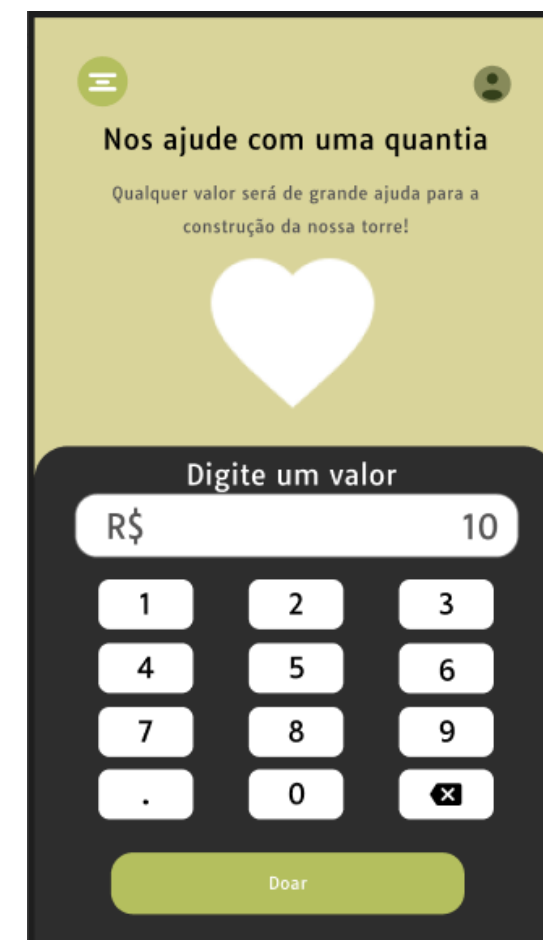 Nos ajude com uma quantia
Qualquer valor será de grande ajuda para a
construção da nossa torre!
Digite um valor
R$ 10
1 2 3
4 5 6
7 8 9
. 0
Doar